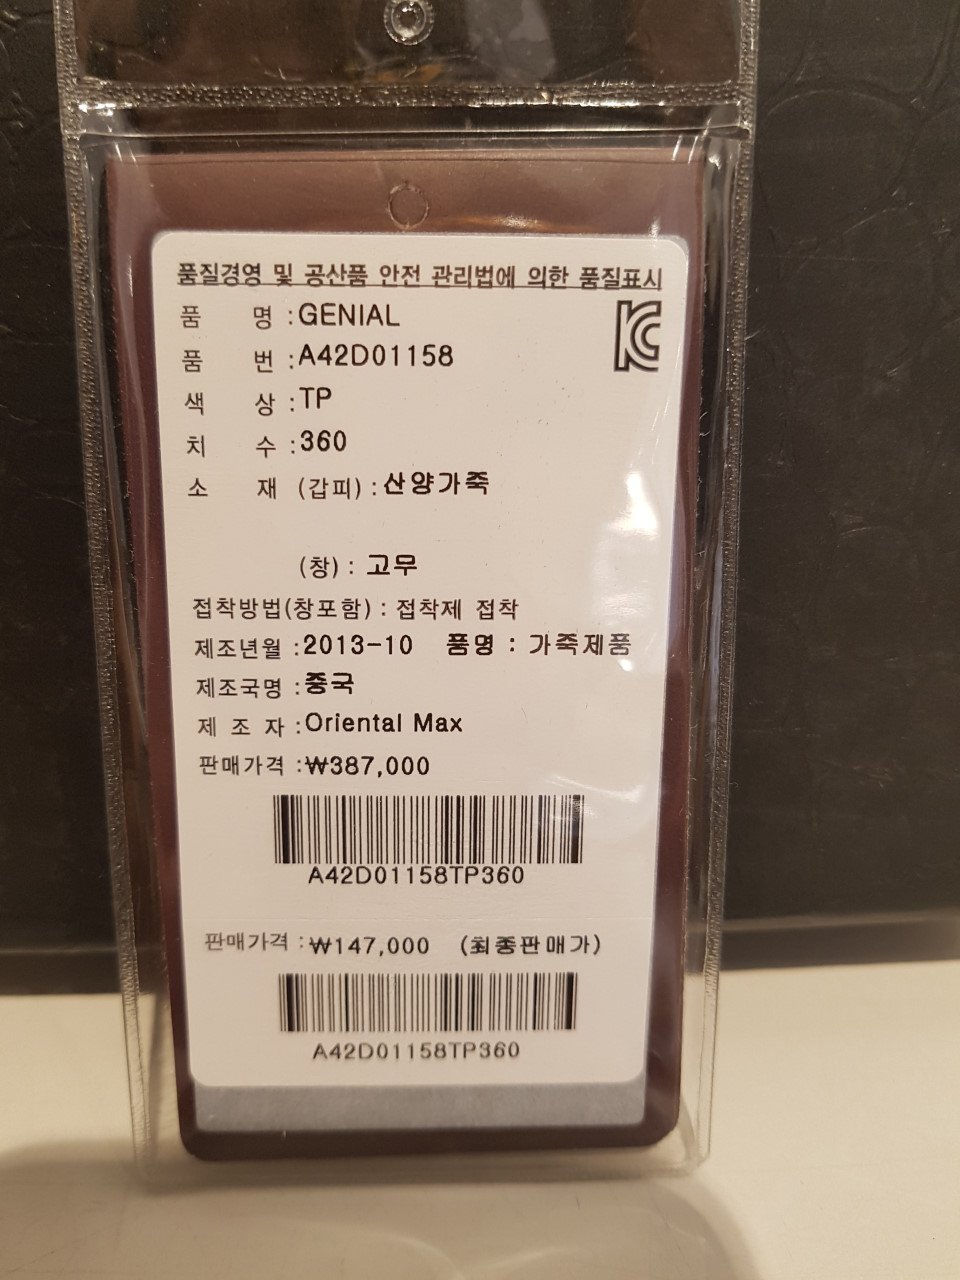 품질경영 및 공산품 안전 관리법에 의한 품질표시
품 명 : GENIAL
품 번 : A42D01158
색 상 : TP
치 수 : 360
소 재 (갑피) : 산양가죽
(창) : 고무
접착방법(창포함) : 접착제 접착
제조년월 : 2013-10 품명 : 가죽제품
제조국명 : 중국
제 조 자 : Oriental Max
판매가격 : ₩387,000
A42D01158TP360
판매가격 : ₩147,000 (최종판매가)
A42D01158TP360